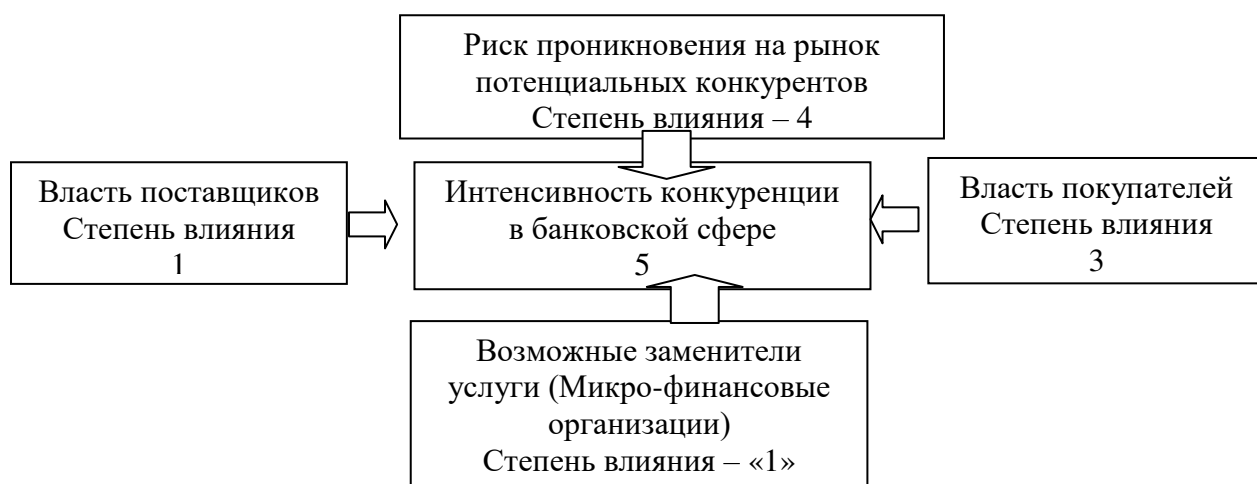 Риск проникновения на рынок
потенциальных конкурентов
Степень влияния – 4
Власть поставщиков
Степень влияния
1
Интенсивность конкуренции
в банковской сфере
5
Власть покупателей
Степень влияния
3
Возможные заменители
услуги (Микро-финансовые
организации)
Степень влияния – «1»